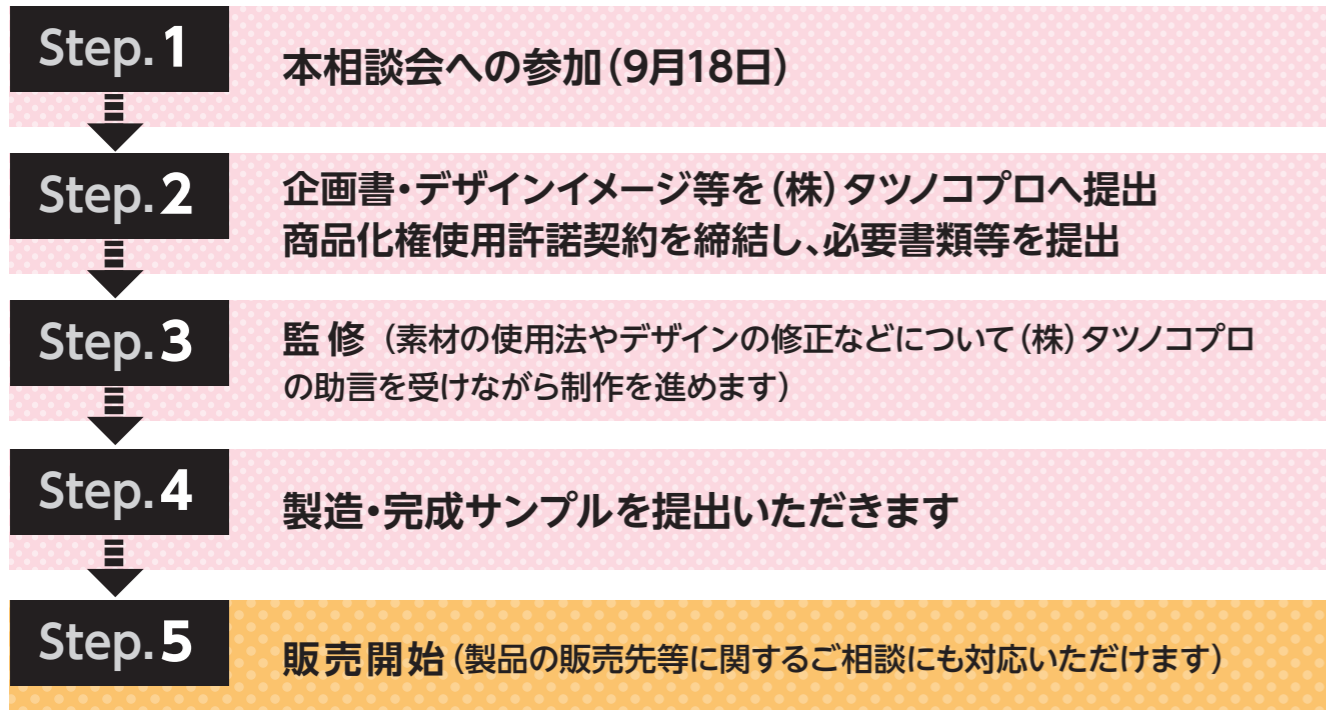 Step.1
本相談会への参加(9月18日)
Step.2
企画書・デザインイメージ等を(株)タツノコプロへ提出
商品化権使用許諾契約を締結し、必要書類等を提出
Step.3
監修(素材の使用法やデザインの修正などについて(株)タツノコプロ
の助言を受けながら制作を進めます)
Step.4
製造・完成サンプルを提出いただきます
Step.5
販売開始(製品の販売先等に関するご相談にも対応いただけます)